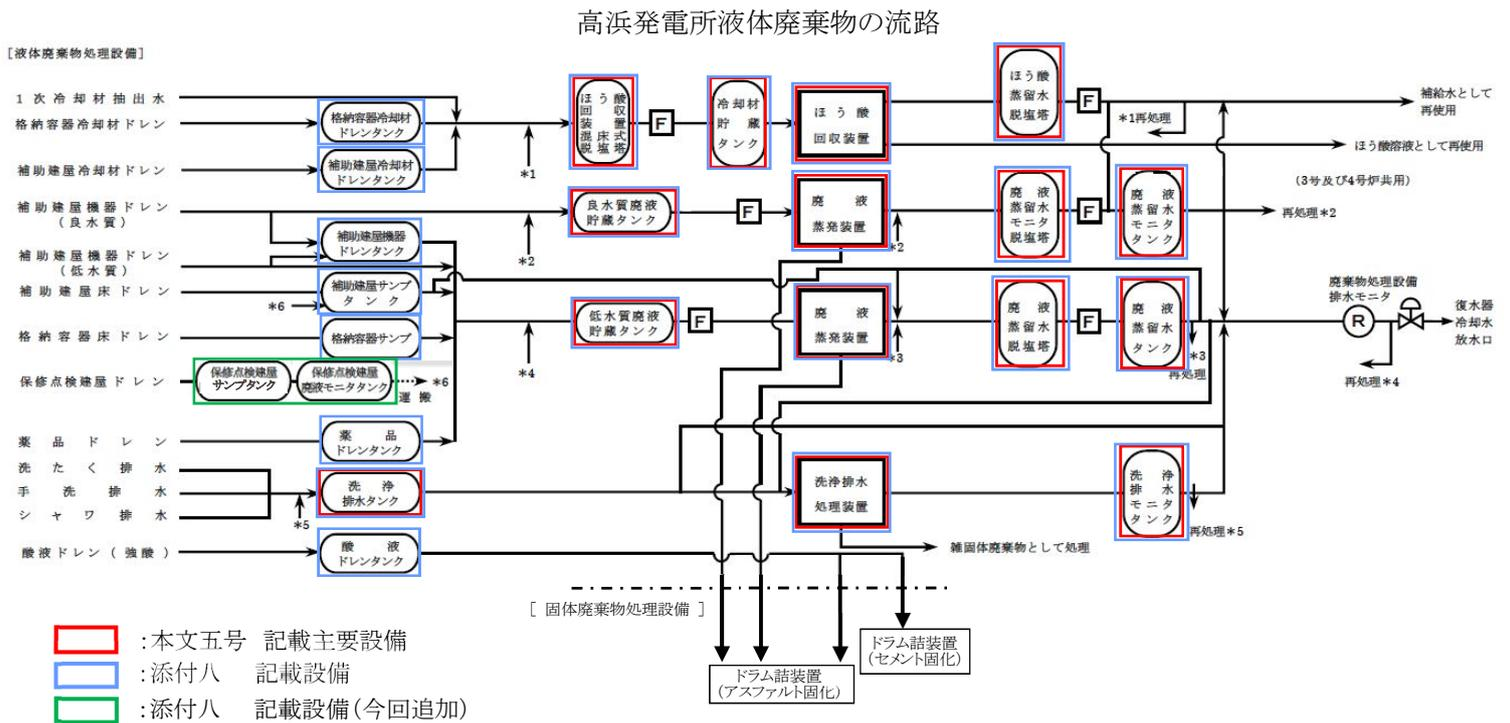 高浜発電所液体廃棄物の流路
[液体廃棄物処理設備]
1次冷却材抽出水
格納容器冷却材ドレン
補助建屋冷却材ドレン
補助建屋機器ドレン
(良水質)
補助建屋機器ドレン
(低水質)
補助建屋床ドレン
格納容器床ドレン
保修点検建屋ドレン
薬品ドレン
洗たく排水
手洗排水
シャワ排水
酸液ドレン(強酸)
格納容器冷却材
ドレンタンク
補助建屋冷却材
ドレンタンク
補助建屋機器
ドレンタンク
補助建屋サンプ
タンク
*6
格納容器サンプ
保修点検建屋
サンプタンク
保修点検建屋
廃液モニタタンク
*6
運搬
薬品
ドレンタンク
洗浄
排水タンク
*5
酸液
ドレンタンク
*1
*2
*4
ほう酸
回収
装置
混床式
脱塩塔
F
冷却材
貯蔵
タンク
ほう酸
回収装置
ほう酸
蒸留水
脱塩塔
F
*1再処理
補給水として
再使用
ほう酸溶液として再使用
(3号及び4号炉共用)
良水質廃液
貯蔵タンク
F
廃液
蒸発装置
*2
廃液
蒸留水
モニタ
脱塩塔
F
廃液
蒸留水
モニタ
タンク
再処理*2
低水質廃液
貯蔵タンク
F
廃液
蒸発装置
*3
廃液
蒸留水
脱塩塔
F
廃液
蒸留水
タンク
*3
再処理
廃棄物処理設備
排水モニタ
R
再処理*4
復水器
冷却水
放水口
洗浄排水
処理装置
洗浄
排水
モニタ
タンク
再処理*5
雑固体廃棄物として処理
[固体廃棄物処理設備]
ドラム詰装置
(セメント固化)
ドラム詰装置
(アスファルト固化)
:本文五号 記載主要設備
:添付八 記載設備
:添付八 記載設備(今回追加)